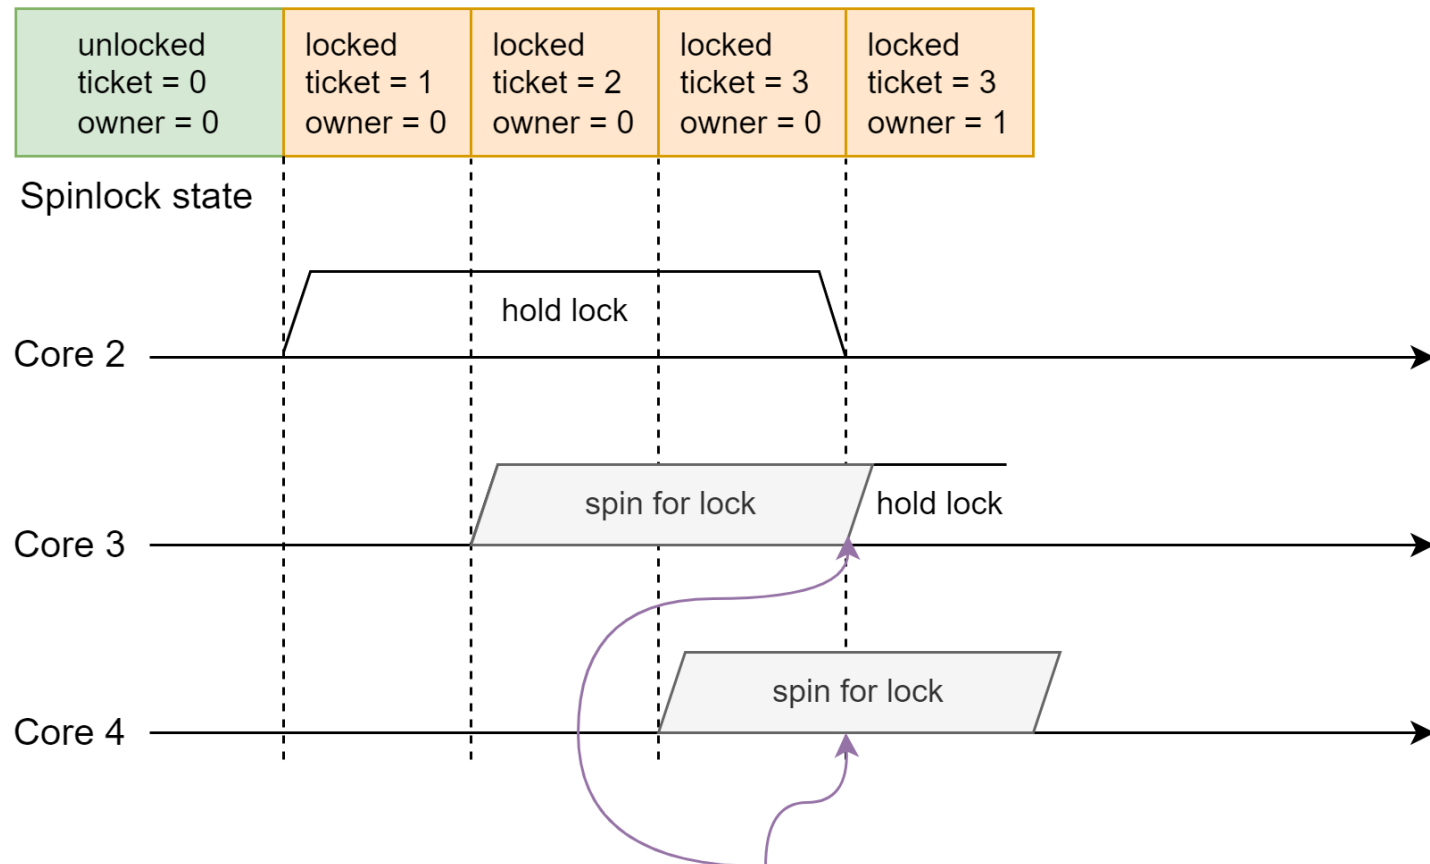 unlocked
ticket = 0
owner = 0
locked
ticket = 1
owner = 0
locked
ticket = 2
owner = 0
locked
ticket = 3
owner = 0
locked
ticket = 3
owner = 1
Spinlock state
hold lock
Core 2
spin for lock
hold lock
Core 3
spin for lock
Core 4